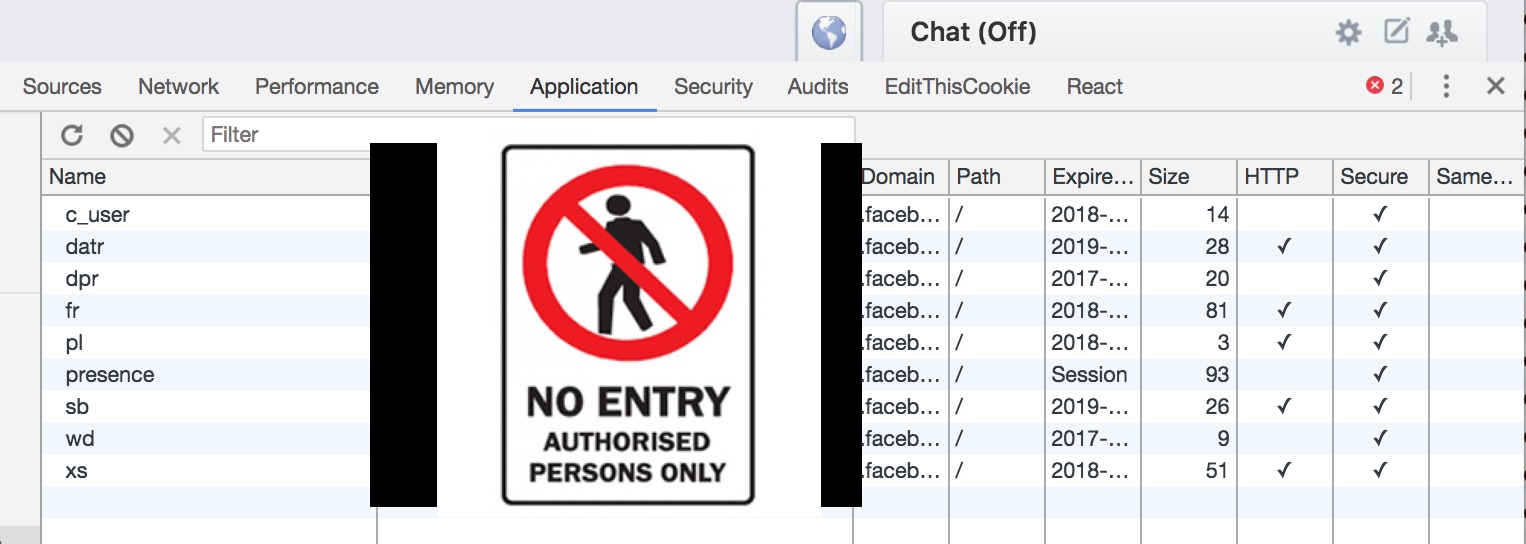 Chat (Off)
Sources Network Performance Memory Application Security Audits EditThisCookie React 2
Filter
Name Domain Path Expire... Size HTTP Secure Same...
c_user .faceb... / 2018-... 14 ✓
datr .faceb... / 2019-... 28 ✓ ✓
dpr .faceb... / 2017-... 20 ✓
fr .faceb... / 2018-... 81 ✓ ✓
pl .faceb... / 2018-... 3 ✓ ✓
presence .faceb... / Session 93 ✓
sb .faceb... / 2019-... 26 ✓ ✓
wd .faceb... / 2017-... 9 ✓
xs .faceb... / 2018-... 51 ✓ ✓
NO ENTRY
AUTHORISED
PERSONS ONLY